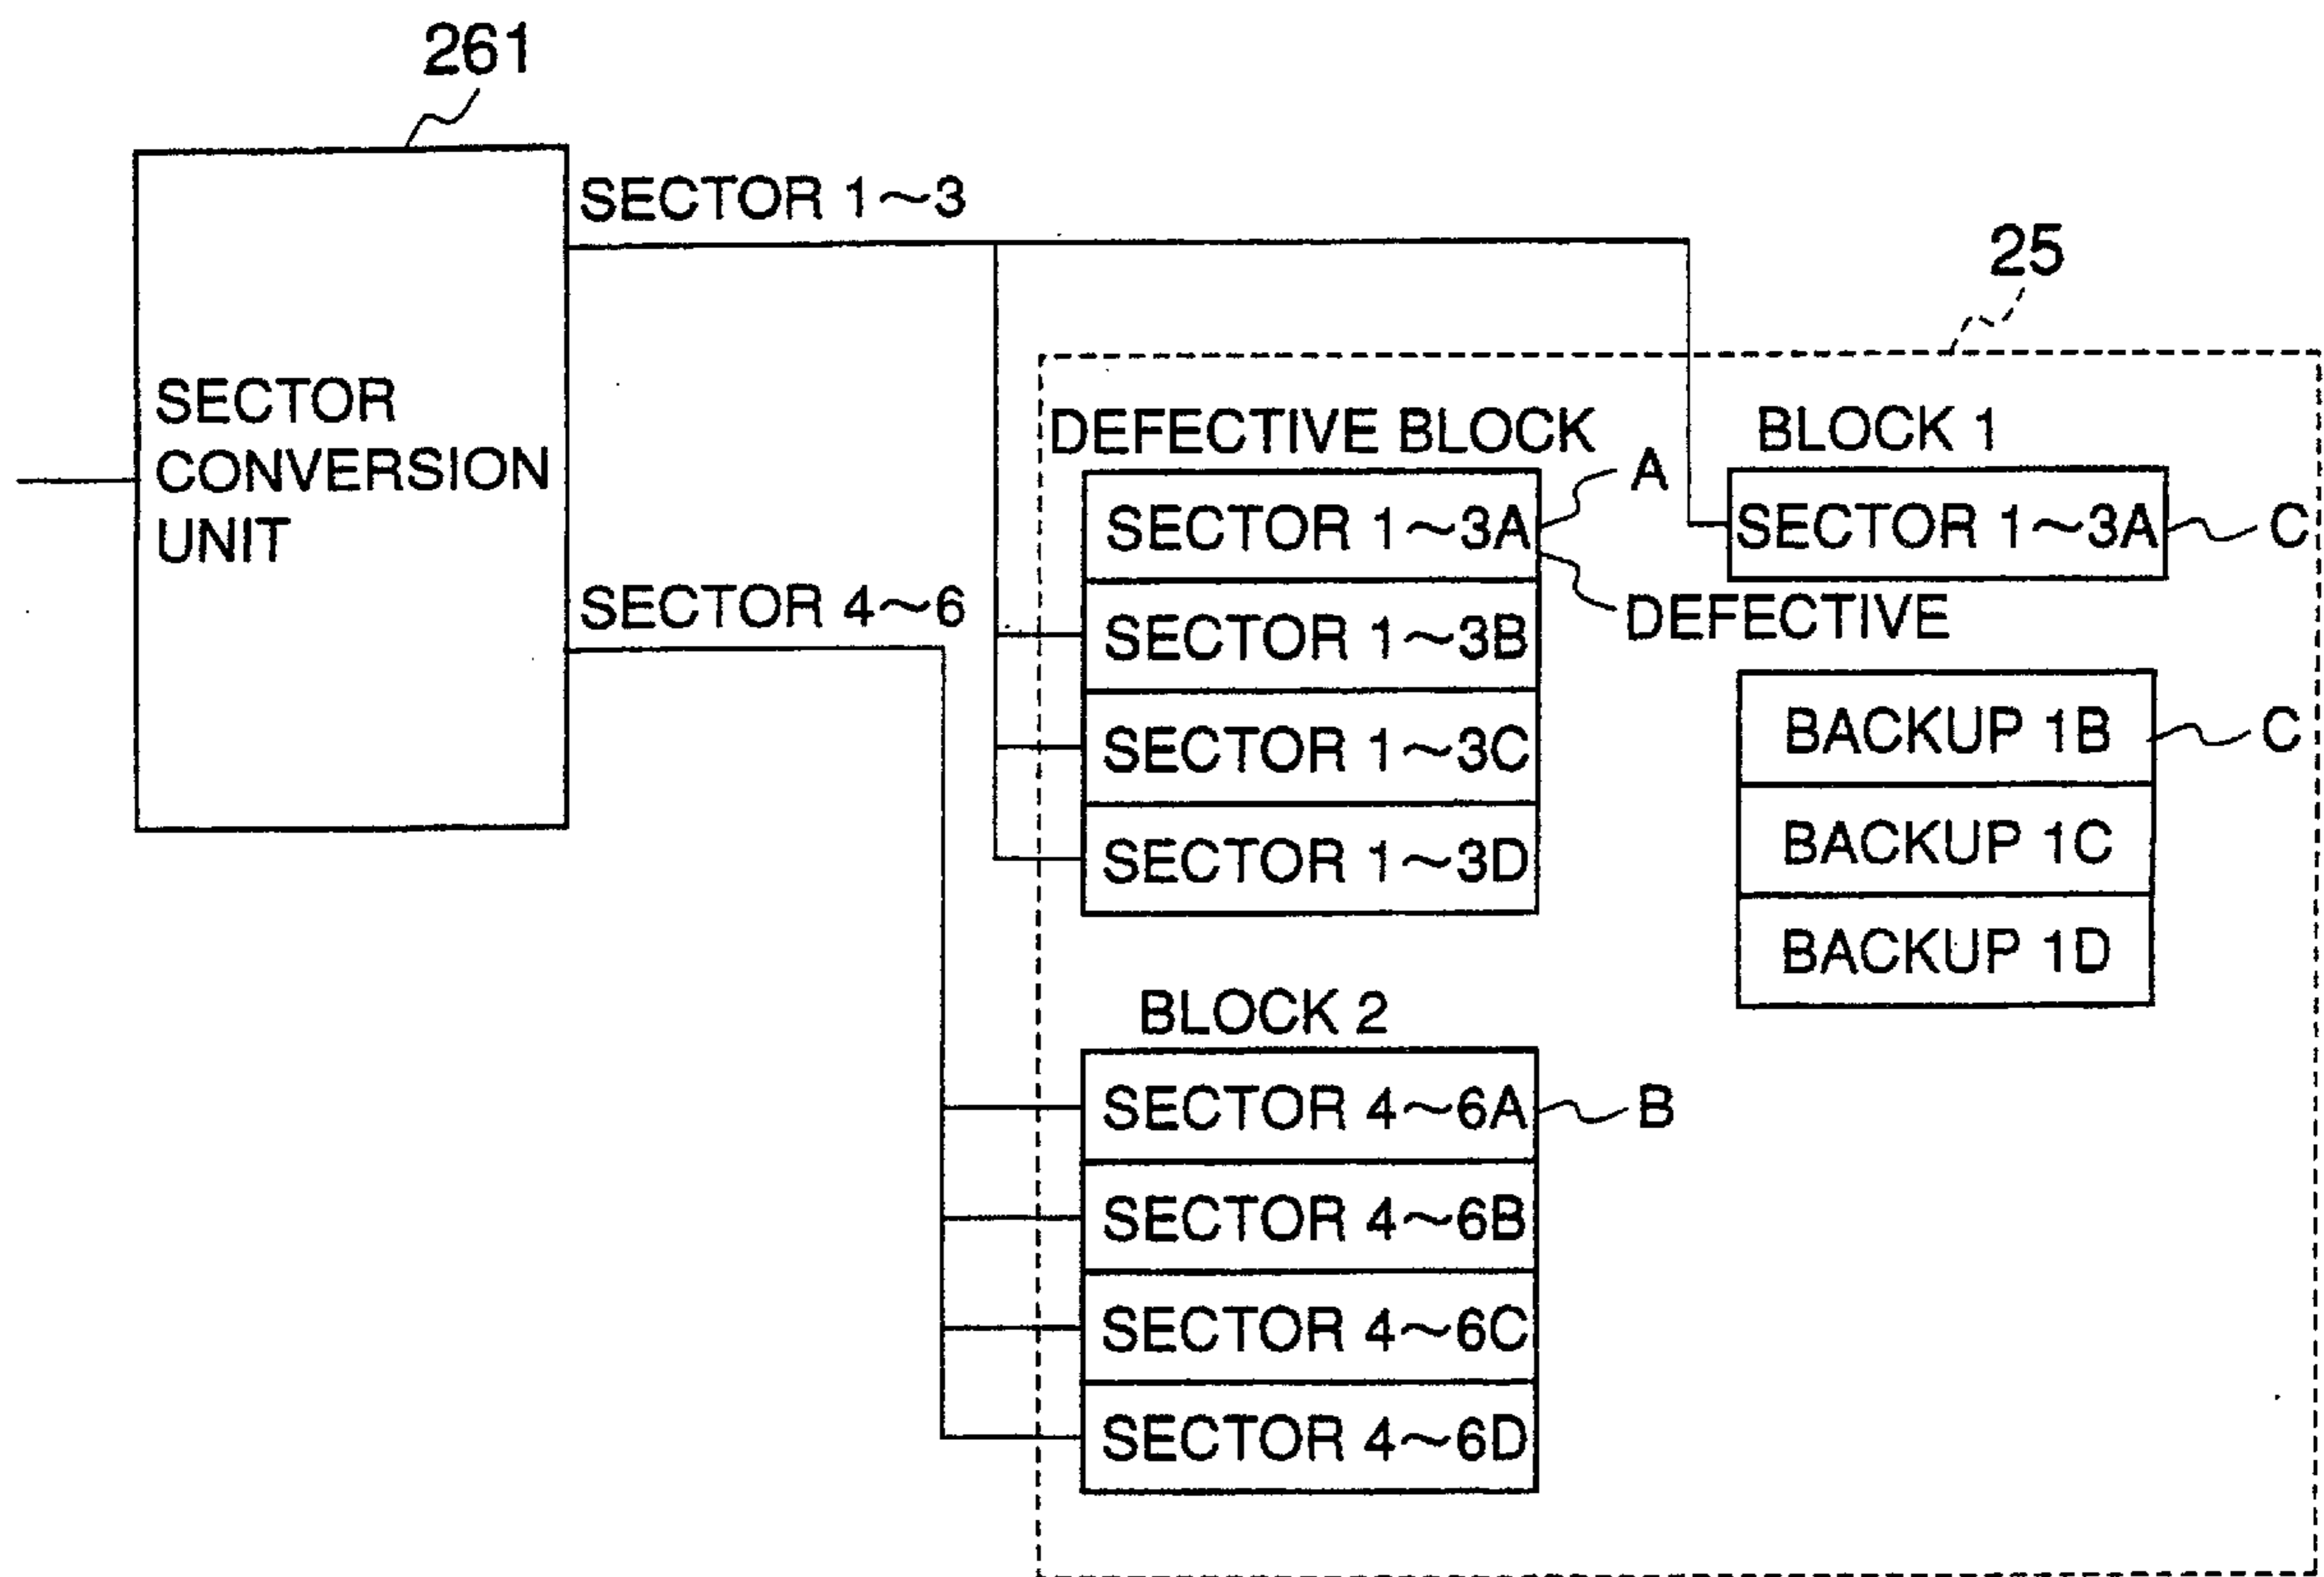 261
SECTOR 1~3
25
SECTOR
CONVERSION
UNIT
DEFECTIVE BLOCK
A
BLOCK 1
SECTOR 1~3A
SECTOR 1~3A
C
DEFECTIVE
SECTOR 4~6
SECTOR 1~3B
BACKUP 1B
C
SECTOR 1~3C
BACKUP 1C
SECTOR 1~3D
BACKUP 1D
BLOCK 2
SECTOR 4~6A
B
SECTOR 4~6B
SECTOR 4~6C
SECTOR 4~6D